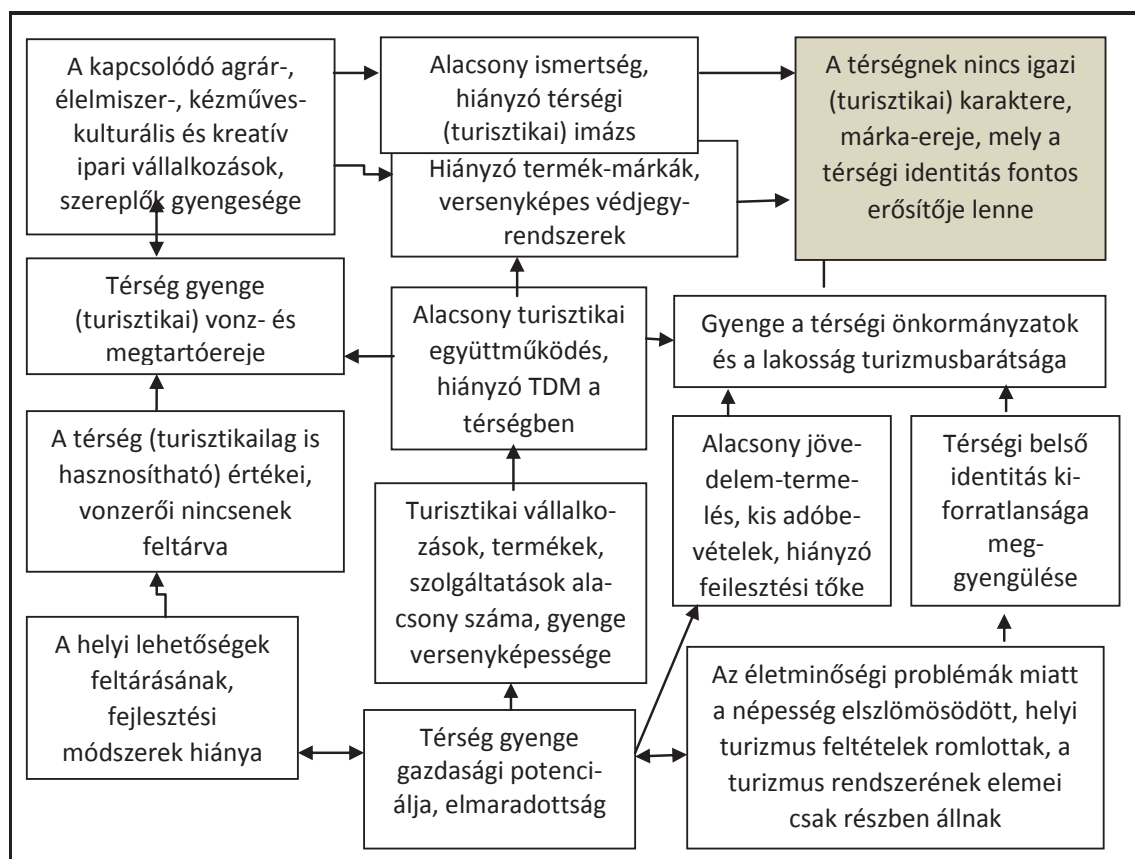 A kapcsolódó agrár-,
élelmiszer-, kézműves-
kulturális és kreatív
ipari vállalkozások,
szereplők gyengesége
Alacsony ismertség,
hiányzó térségi
(turisztikai) imázs
A térségnek nincs igazi
(turisztikai) karaktere,
márka-ereje, mely a
térségi identitás fontos
erősítője lenne
Hiányzó termék-márkák,
versenyképes védjegy-
rendszerek
Térség gyenge
(turisztikai) vonz- és
megtartóereje
Alacsony turisztikai
együttműködés,
hiányzó TDM a
térségben
Gyenge a térségi önkormányzatok
és a lakosság turizmusbarátsága
A térség (turisztikailag is
hasznosítható) értékei,
vonzerői nincsenek
feltárva
Turisztikai vállalko-
zások, termékek,
szolgáltatások ala-
csony száma, gyenge
versenyképessége
Alacsony jöve-
delem-terme-
lés, kis adóbe-
vételek, hiányzó
fejlesztési tőke
Térségi belső
identitás ki-
forratlansága
meg-
gyengülése
A helyi lehetőségek
feltárásának,
fejlesztési
módszerek hiánya
Térség gyenge
gazdasági potenci-
álja, elmaradottság
Az életminőségi problémák miatt
a népesség elszlömösödött, helyi
turizmus feltételek romlottak, a
turizmus rendszerének elemei
csak részben állnak